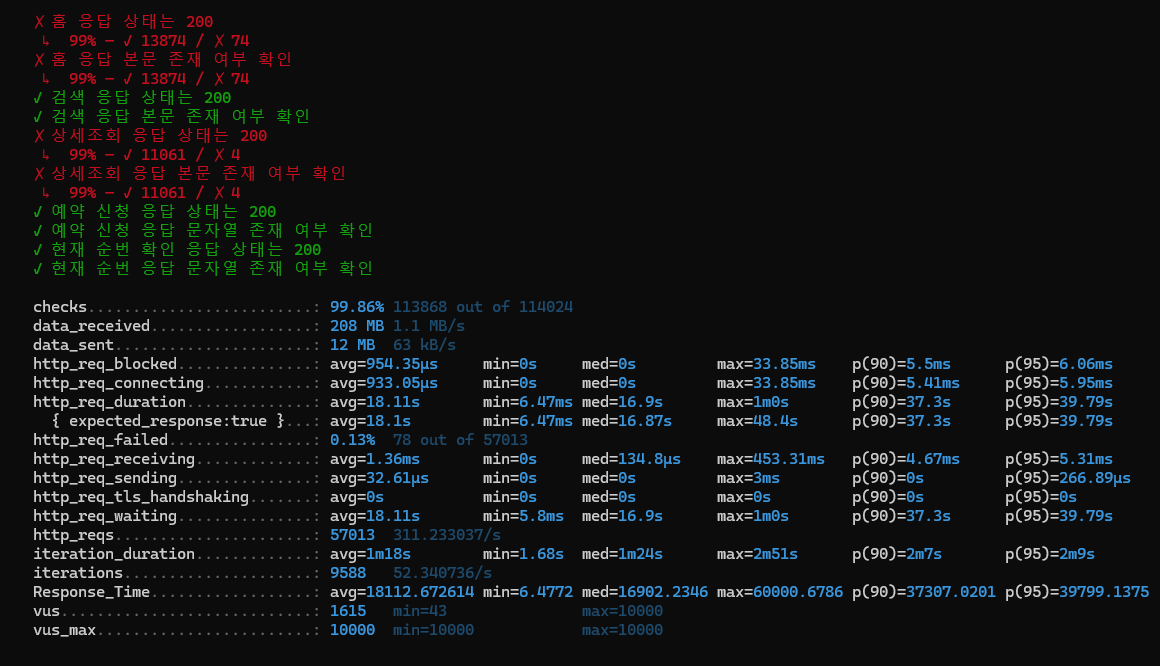 ✗ 홈 응답 상태는 200
↳  99% — ✓ 13874 / ✗ 74
✗ 홈 응답 본문 존재 여부 확인
↳  99% — ✓ 13874 / ✗ 74
✓ 검색 응답 상태는 200
✓ 검색 응답 본문 존재 여부 확인
✗ 상세조회 응답 상태는 200
↳  99% — ✓ 11061 / ✗ 4
✗ 상세조회 응답 본문 존재 여부 확인
↳  99% — ✓ 11061 / ✗ 4
✓ 예약 신청 응답 상태는 200
✓ 예약 신청 응답 문자열 존재 여부 확인
✓ 현재 순번 확인 응답 상태는 200
✓ 현재 순번 응답 문자열 존재 여부 확인
checks.........................: 99.86% 113868 out of 114024
data_received..................: 208 MB 1.1 MB/s
data_sent......................: 12 MB  63 kB/s
http_req_blocked...............: avg=954.35µs     min=0s     med=0s         max=33.85ms    p(90)=5.5ms      p(95)=6.06ms
http_req_connecting............: avg=933.05µs     min=0s     med=0s         max=33.85ms    p(90)=5.41ms     p(95)=5.95ms
http_req_duration..............: avg=18.11s       min=6.47ms med=16.9s      max=1m0s       p(90)=37.3s      p(95)=39.79s
{ expected_response:true }...: avg=18.1s        min=6.47ms med=16.87s     max=48.4s      p(90)=37.3s      p(95)=39.79s
http_req_failed................: 0.13%  78 out of 57013
http_req_receiving.............: avg=1.36ms       min=0s     med=134.8µs    max=453.31ms   p(90)=4.67ms     p(95)=5.31ms
http_req_sending...............: avg=32.61µs      min=0s     med=0s         max=3ms        p(90)=0s         p(95)=266.89µs
http_req_tls_handshaking.......: avg=0s           min=0s     med=0s         max=0s         p(90)=0s         p(95)=0s
http_req_waiting...............: avg=18.11s       min=5.8ms  med=16.9s      max=1m0s       p(90)=37.3s      p(95)=39.79s
http_reqs......................: 57013  311.233037/s
iteration_duration.............: avg=1m18s        min=1.68s  med=1m24s      max=2m51s      p(90)=2m7s       p(95)=2m9s
iterations.....................: 9588   52.340736/s
Response_Time..................: avg=18112.672614 min=6.4772 med=16902.2346 max=60000.6786 p(90)=37307.0201 p(95)=39799.1375
vus............................: 1615   min=43               max=10000
vus_max........................: 10000  min=10000            max=10000